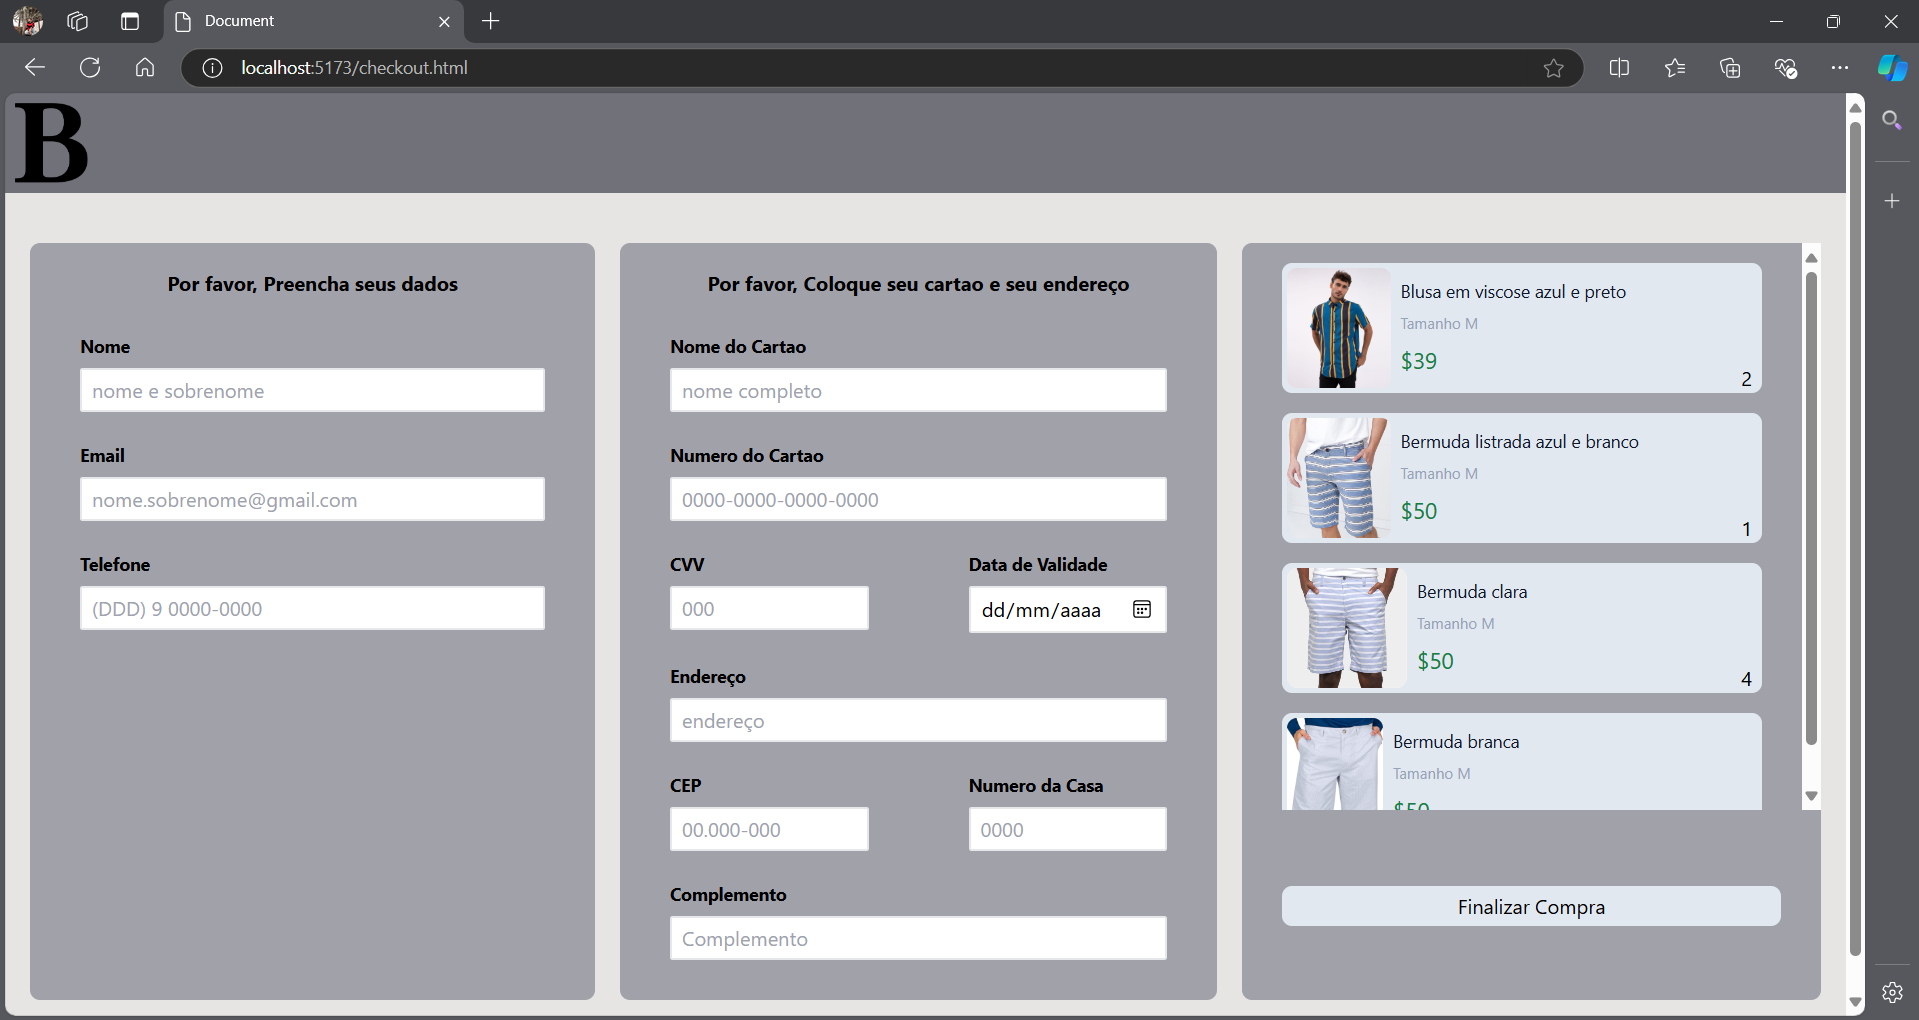 Document
localhost:5173/checkout.html
B
Por favor, Preencha seus dados
Nome
nome e sobrenome
Email
nome.sobrenome@gmail.com
Telefone
(DDD) 9 0000-0000
Por favor, Coloque seu cartao e seu endereço
Nome do Cartao
nome completo
Numero do Cartao
0000-0000-0000-0000
CVV
Data de Validade
000
dd/mm/aaaa
Endereço
endereço
CEP
Numero da Casa
00.000-000
0000
Complemento
Complemento
Blusa em viscose azul e preto
Tamanho M
$39
2
Bermuda listrada azul e branco
Tamanho M
$50
1
Bermuda clara
Tamanho M
$50
4
Bermuda branca
Tamanho M
$50
Finalizar Compra